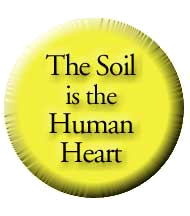 The Soil
is the
Human
Heart